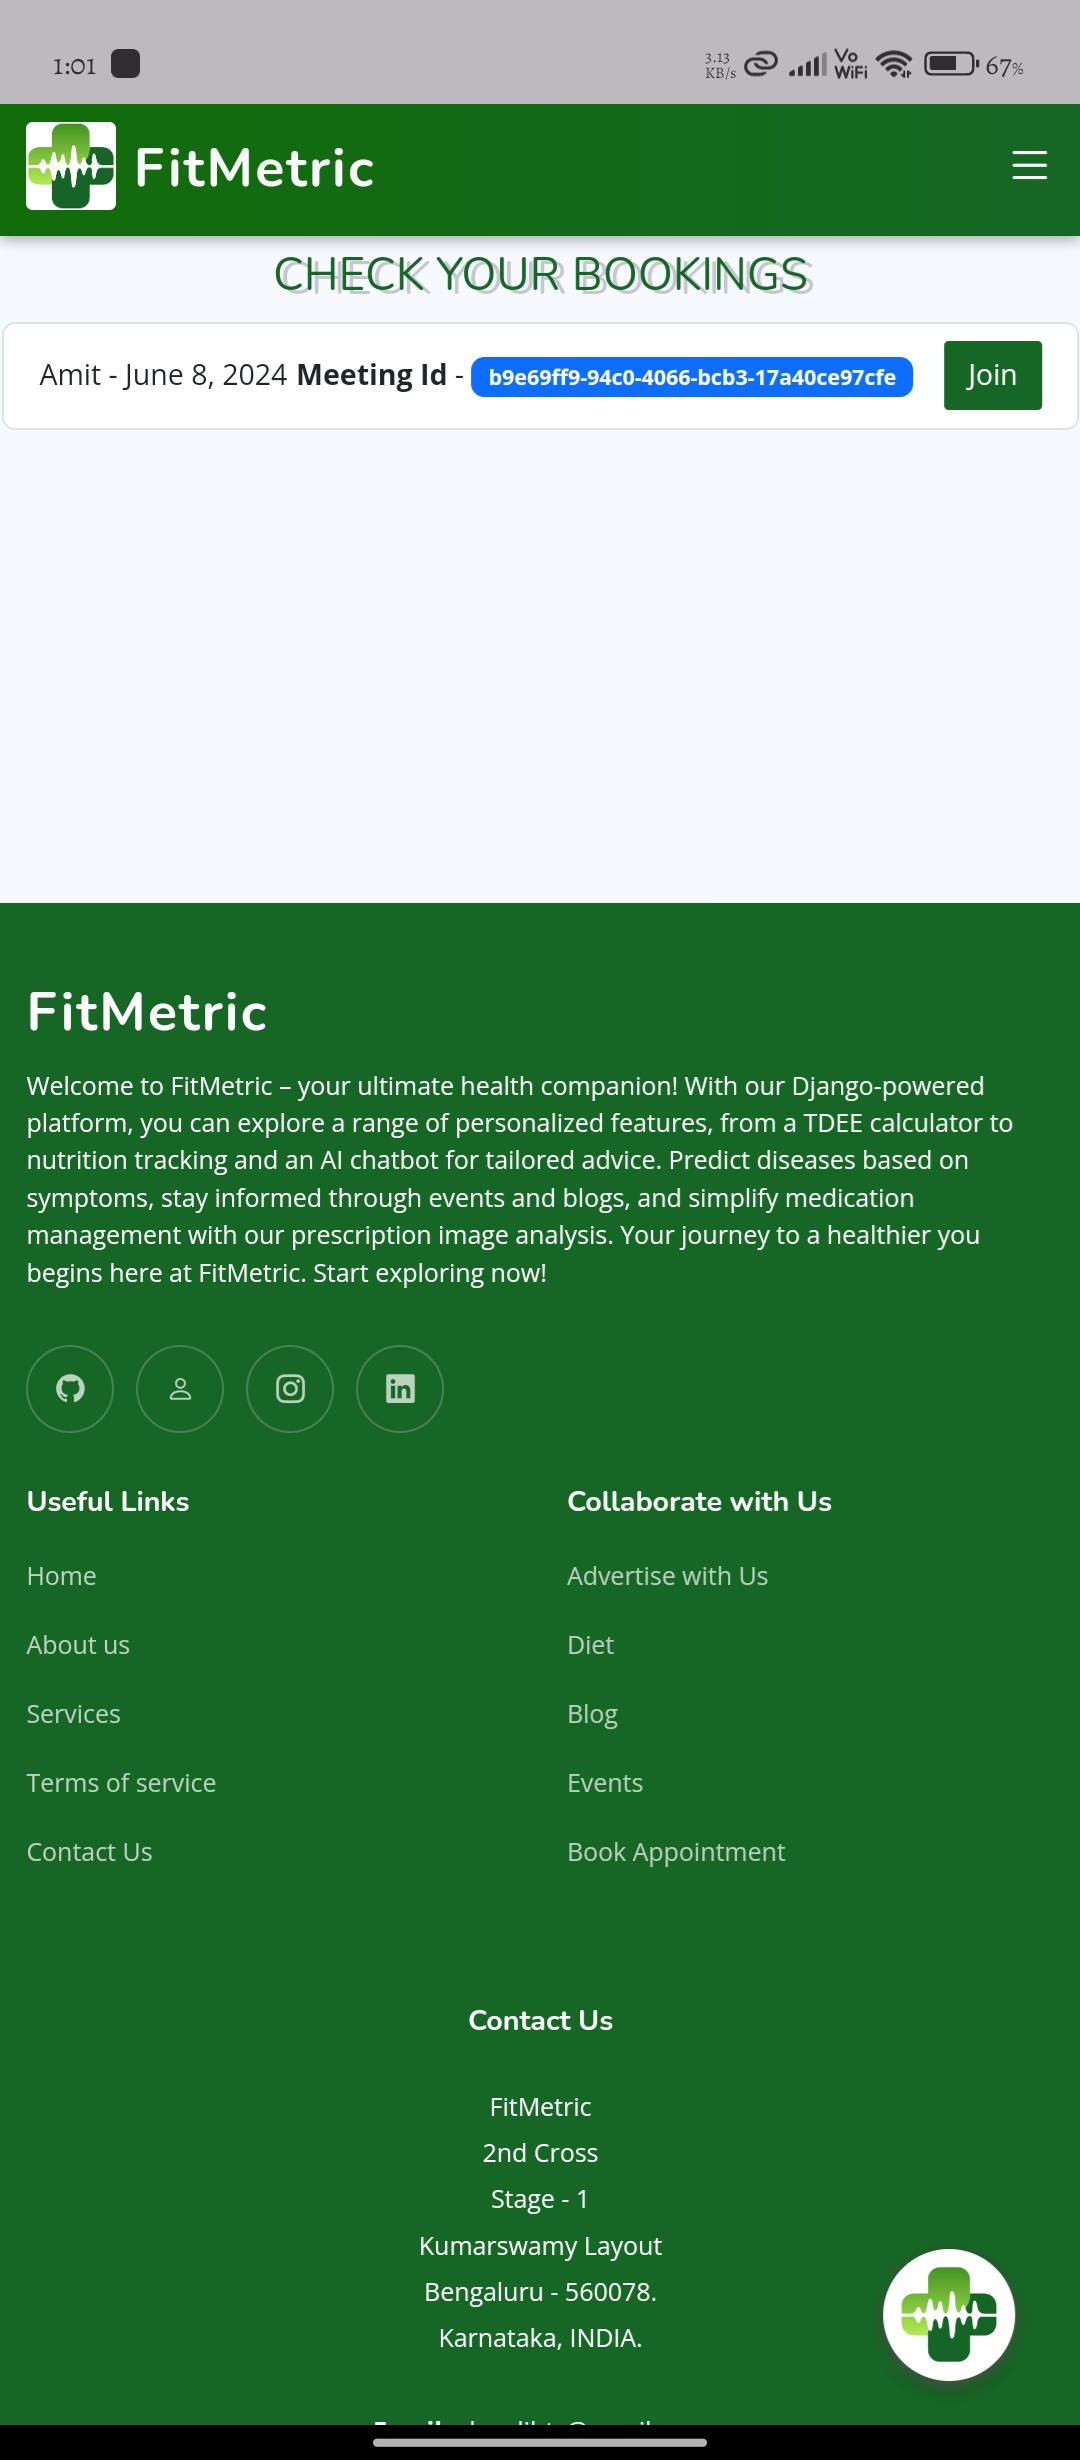 1:01
3.13 KB/s Vo WiFi 67%
FitMetric
CHECK YOUR BOOKINGS
Amit - June 8, 2024 Meeting Id - b9e69ff9-94c0-4066-bcb3-17a40ce97cfe Join
FitMetric
Welcome to FitMetric – your ultimate health companion! With our Django-powered
platform, you can explore a range of personalized features, from a TDEE calculator to
nutrition tracking and an AI chatbot for tailored advice. Predict diseases based on
symptoms, stay informed through events and blogs, and simplify medication
management with our prescription image analysis. Your journey to a healthier you
begins here at FitMetric. Start exploring now!
Useful Links
Home
About us
Services
Terms of service
Contact Us
Collaborate with Us
Advertise with Us
Diet
Blog
Events
Book Appointment
Contact Us
FitMetric
2nd Cross
Stage - 1
Kumarswamy Layout
Bengaluru - 560078.
Karnataka, INDIA.